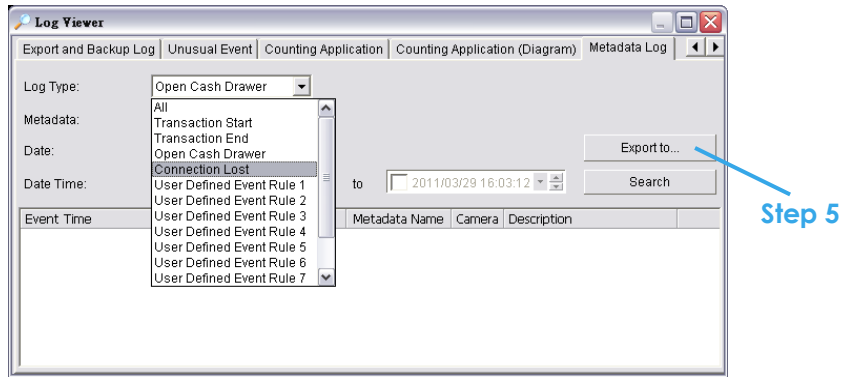 Log Viewer
Export and Backup Log Unusual Event Counting Application Counting Application (Diagram) Metadata Log
Log Type: Open Cash Drawer
All
Metadata: Transaction Start
Transaction End
Date: Open Cash Drawer Export to...
Connection Lost
Date Time: User Defined Event Rule 1 to 2011/03/29 16:03:12 Search
User Defined Event Rule 2
Event Time User Defined Event Rule 3 Metadata Name Camera Description Step 5
User Defined Event Rule 4
User Defined Event Rule 5
User Defined Event Rule 6
User Defined Event Rule 7